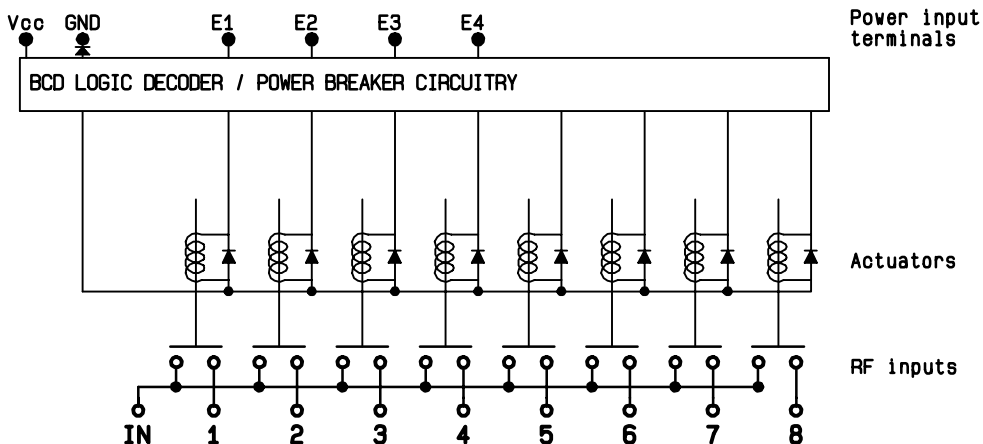 Vcc GND E1 E2 E3 E4
Power input
terminals
BCD LOGIC DECODER / POWER BREAKER CIRCUITRY
Actuators
RF inputs
IN 1 2 3 4 5 6 7 8